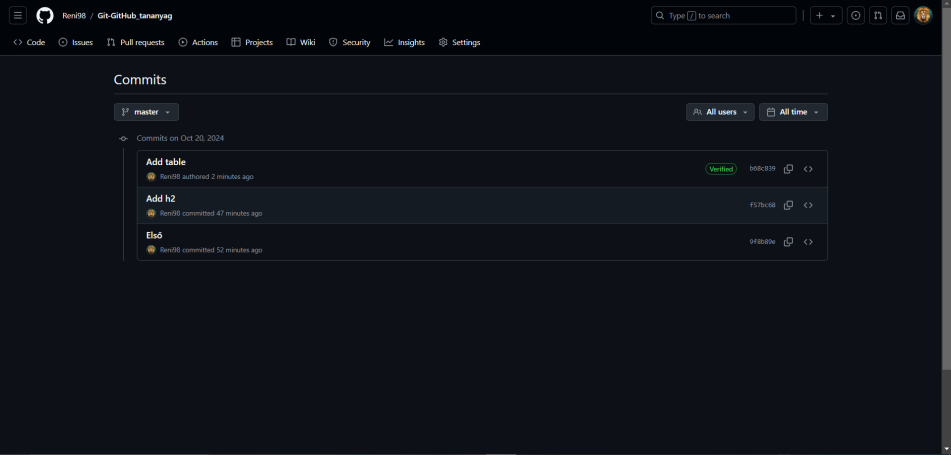 Reni98 / Git-GitHub_tananyag
Type / to search
Code Issues Pull requests Actions Projects Wiki Security Insights Settings
Commits
master All users All time
Commits on Oct 20, 2024
Add table
Reni98 authored 2 minutes ago Verified b68c839
Add h2
Reni98 committed 47 minutes ago f57bc68
Első
Reni98 committed 52 minutes ago 9f8b89e